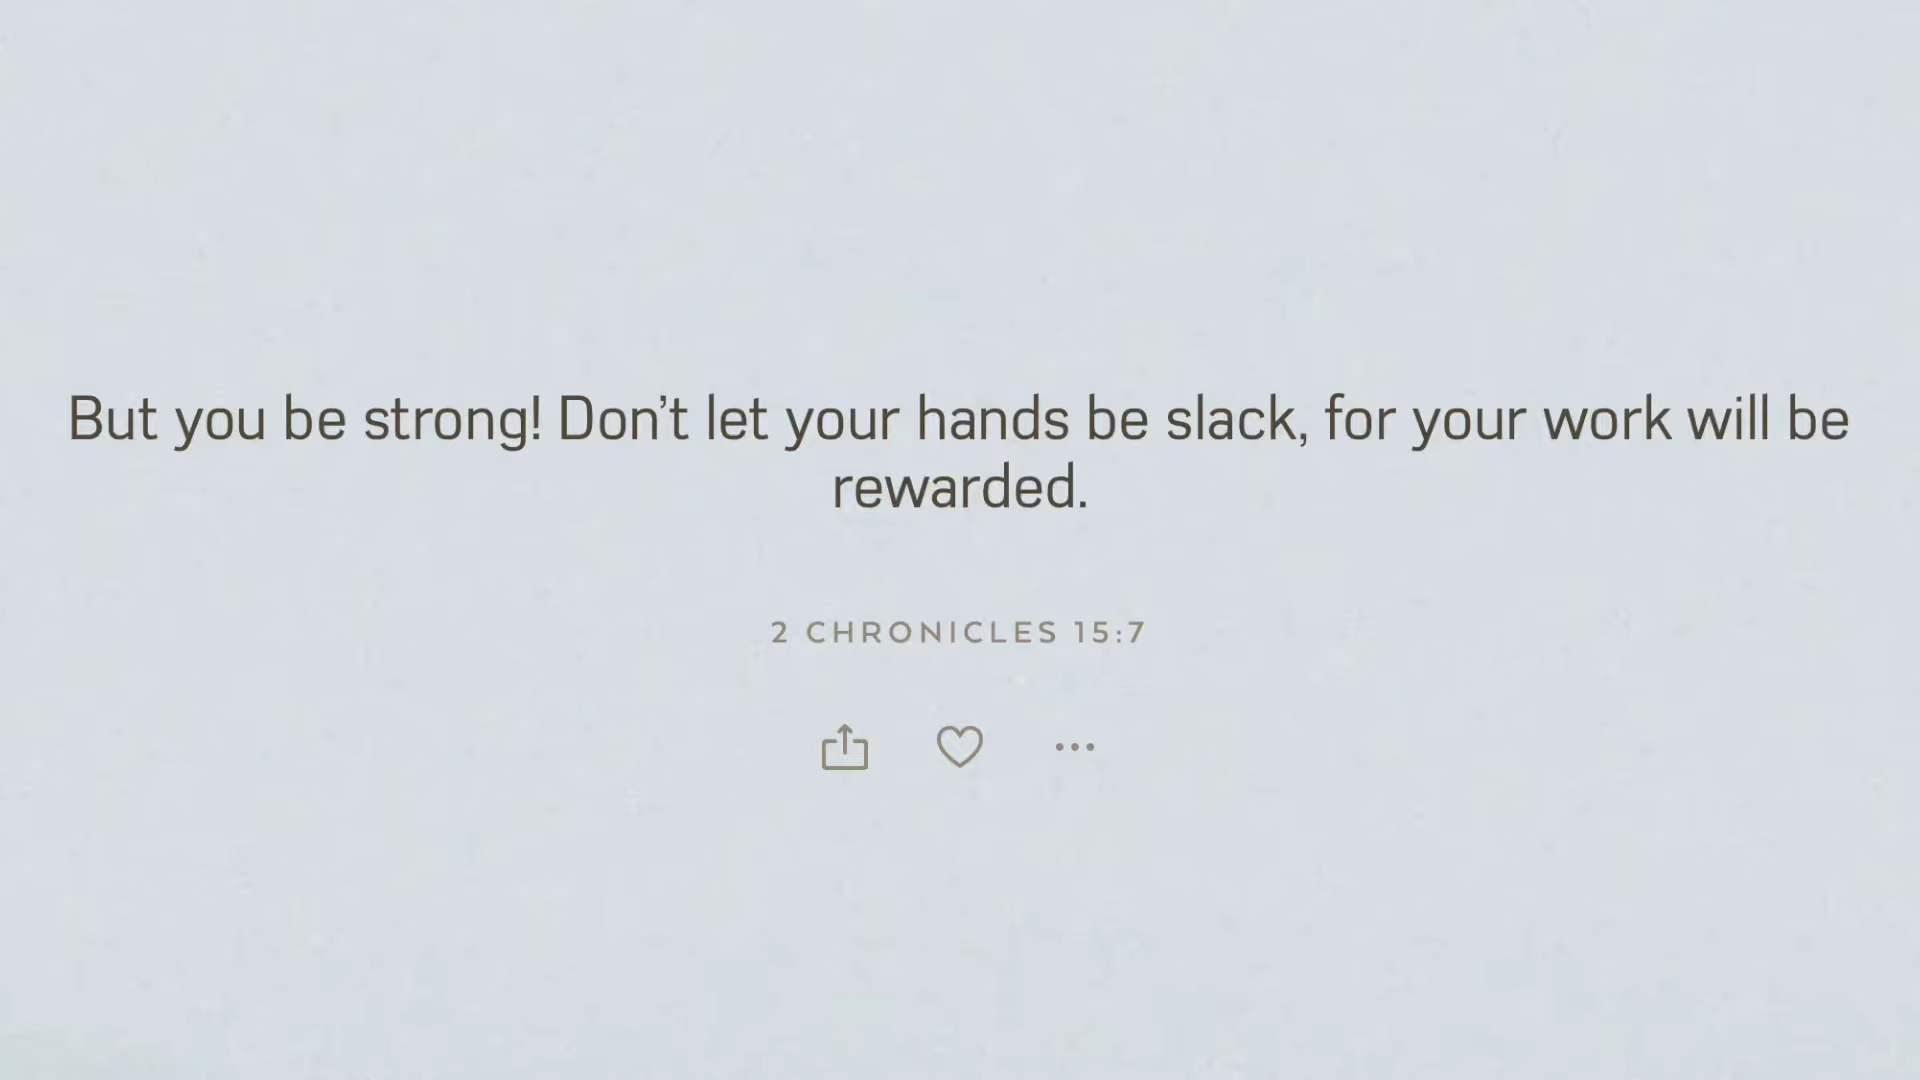 But you be strong! Don’t let your hands be slack, for your work will be
rewarded.
2 CHRONICLES 15:7